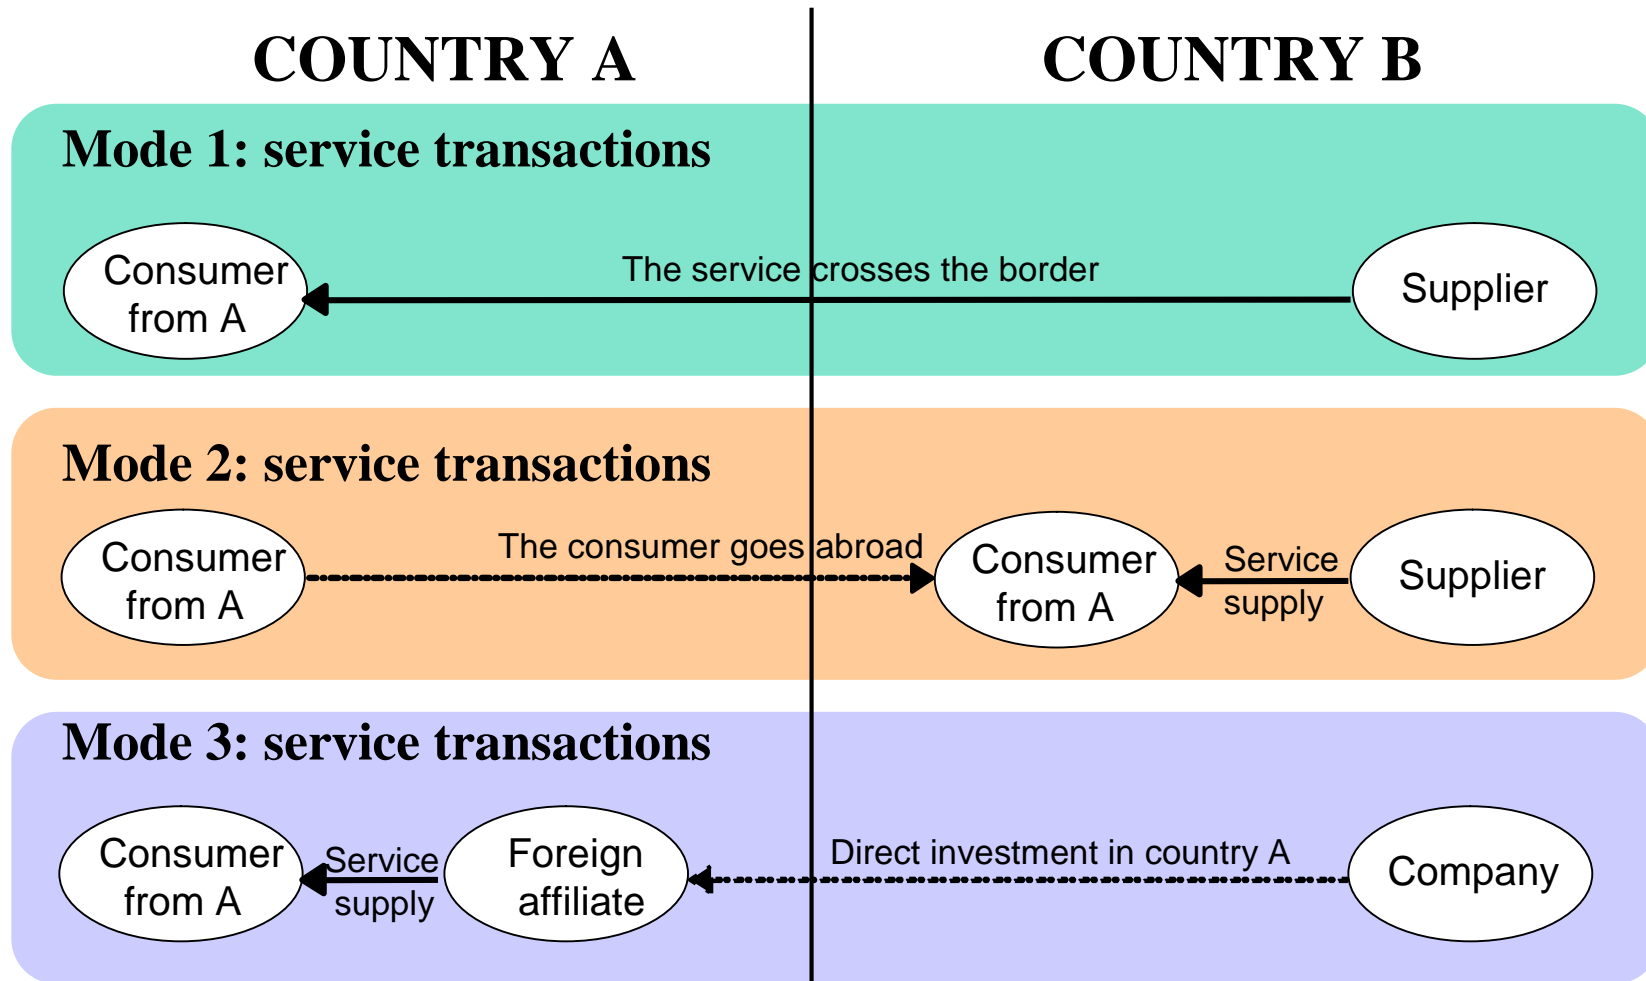 COUNTRY A
COUNTRY B
Mode 1: service transactions
Consumer
from A
The service crosses the border
Supplier
Mode 2: service transactions
Consumer
from A
The consumer goes abroad
Consumer
from A
Service
supply
Supplier
Mode 3: service transactions
Consumer
from A
Service
supply
Foreign
affiliate
Direct investment in country A
Company